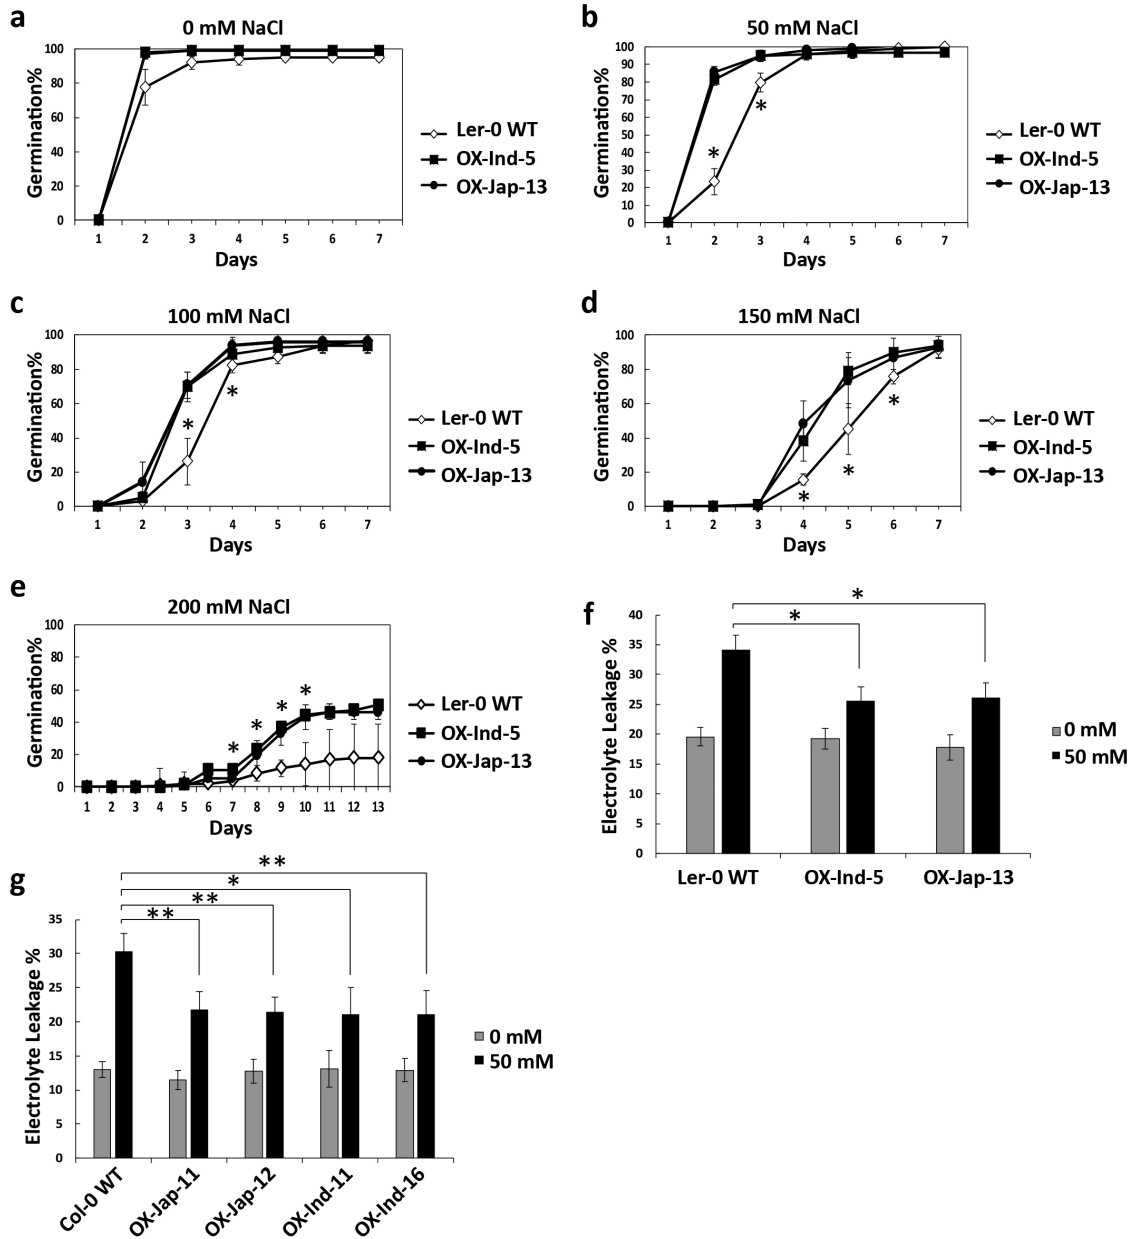 a
0 mM NaCl
Germination%
100
80
60
40
20
0
1 2 3 4 5 6 7
Days
Ler-0 WT
OX-Ind-5
OX-Jap-13
b
50 mM NaCl
Germination%
100
90
80
70
60
50
40
30
20
10
0
* *
1 2 3 4 5 6 7
Days
Ler-0 WT
OX-Ind-5
OX-Jap-13
c
100 mM NaCl
Germination%
100
80
60
40
20
0
* *
1 2 3 4 5 6 7
Days
Ler-0 WT
OX-Ind-5
OX-Jap-13
d
150 mM NaCl
Germination%
100
80
60
40
20
0
* * *
1 2 3 4 5 6 7
Days
Ler-0 WT
OX-Ind-5
OX-Jap-13
e
200 mM NaCl
Germination%
100
80
60
40
20
0
* * * *
1 2 3 4 5 6 7 8 9 10 11 12 13
Days
Ler-0 WT
OX-Ind-5
OX-Jap-13
f
Electrolyte Leakage %
40
35
30
25
20
15
10
5
0
*
*
Ler-0 WT OX-Ind-5 OX-Jap-13
0 mM
50 mM
g
Electrolyte Leakage %
35
30
25
20
15
10
5
0
**
*
**
**
Col-0 WT OX-Jap-11 OX-Jap-12 OX-Ind-11 OX-Ind-16
0 mM
50 mM